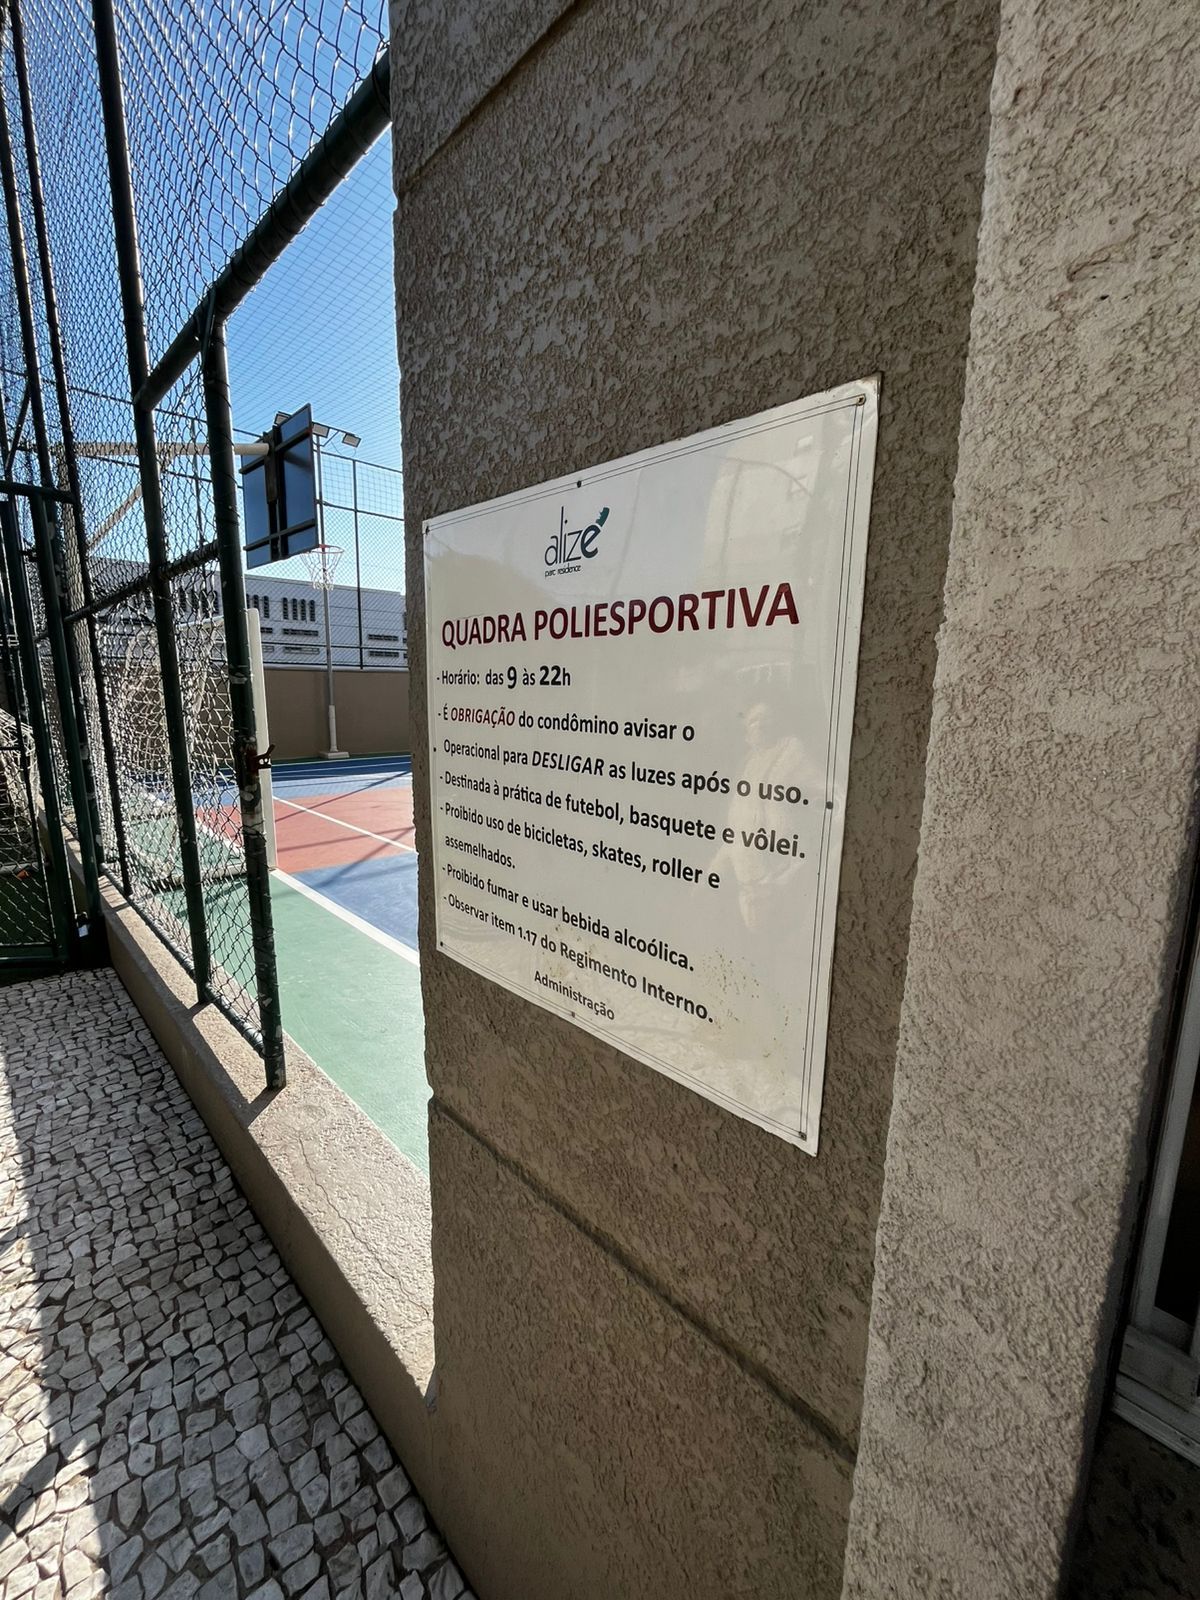 alizé
parc residence
QUADRA POLIESPORTIVA
- Horário: das 9 às 22h
- É OBRIGAÇÃO do condômino avisar o
Operacional para DESLIGAR as luzes após o uso.
- Destinada à prática de futebol, basquete e vôlei.
- Proibido uso de bicicletas, skates, roller e
assemelhados.
- Proibido fumar e usar bebida alcoólica.
- Observar item 1.17 do Regimento Interno.
Administração